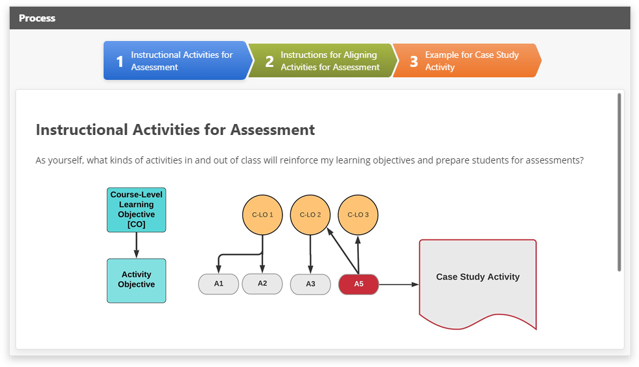 Process
1 Instructional Activities for
Assessment
2 Instructions for Aligning
Activities for Assessment
3 Example for Case Study
Activity
Instructional Activities for Assessment
As yourself, what kinds of activities in and out of class will reinforce my learning objectives and prepare students for assessments?
Course-Level
Learning
Objective
[CO]
Activity
Objective
C-LO 1
C-LO 2
C-LO 3
A1
A2
A3
A5
Case Study Activity